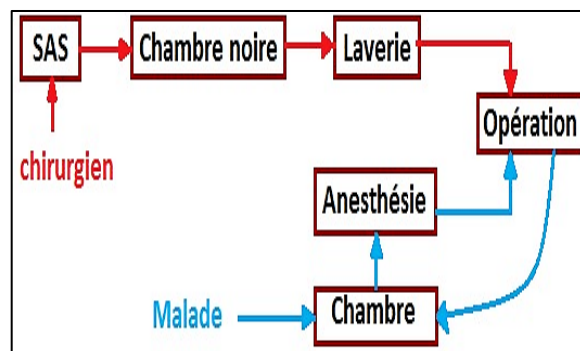 SAS
Chambre noire
Laverie
Opération
chirurgien
Anesthésie
Malade
Chambre